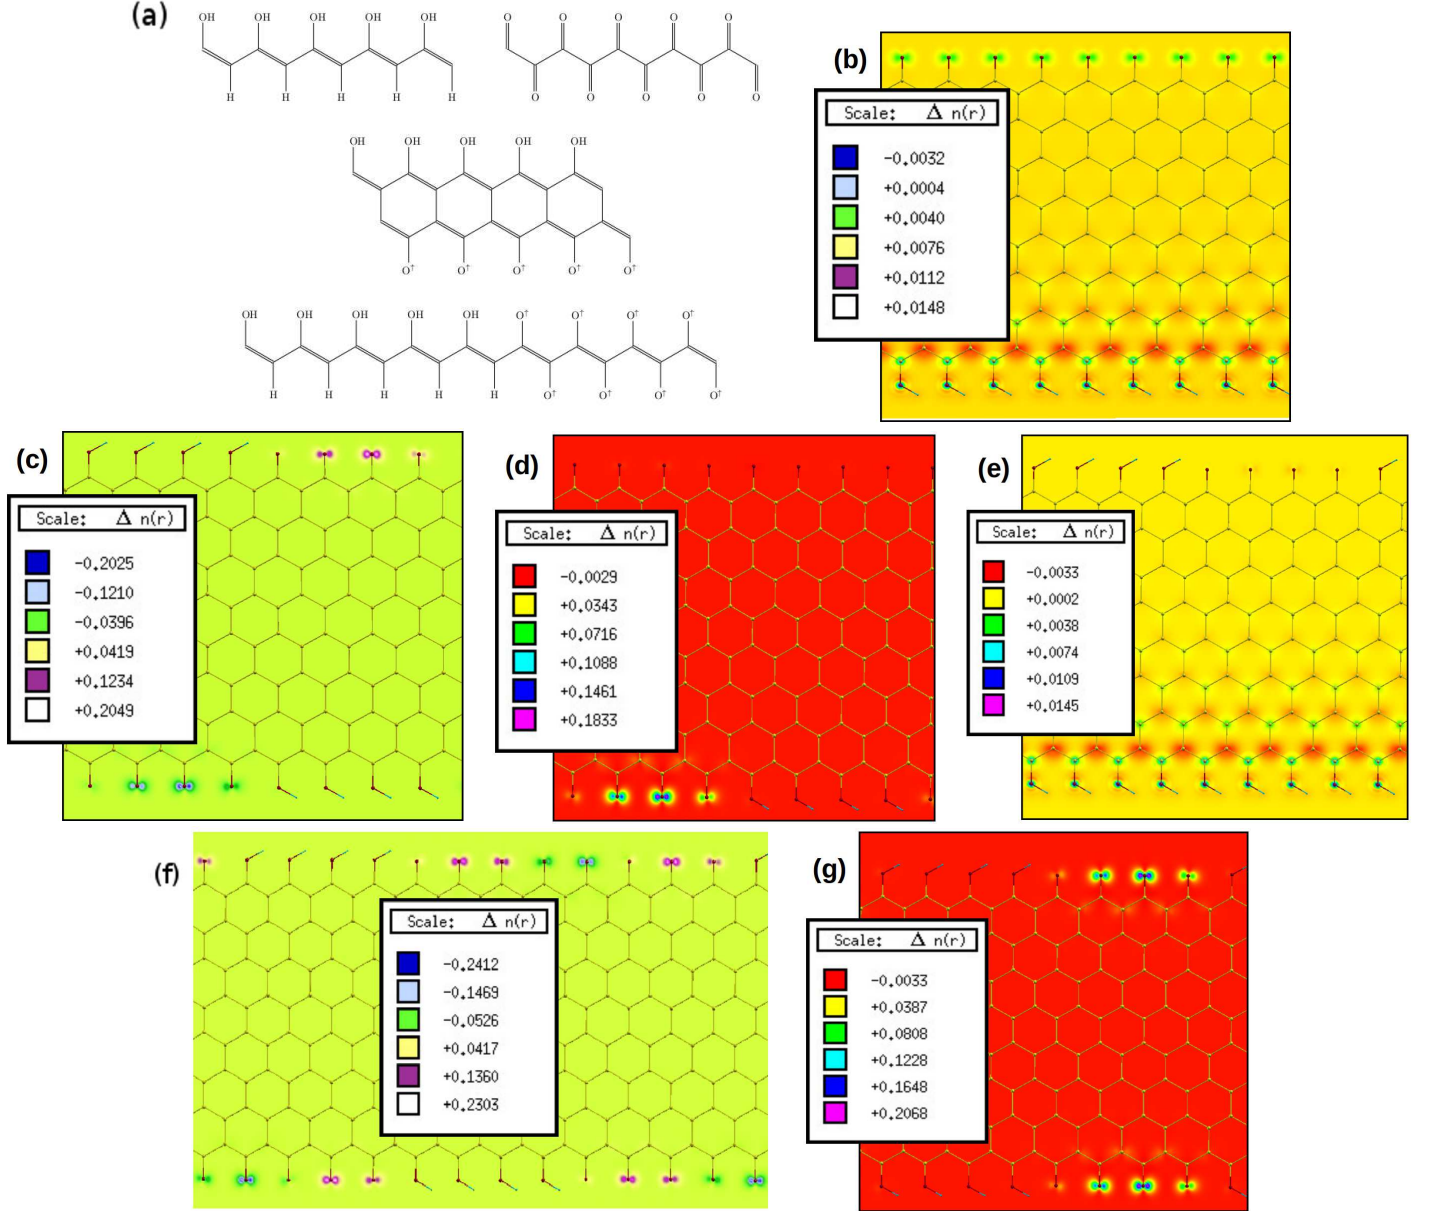 (a)
OH OH OH OH OH
H H H H H
O O O O O
O O O O O
OH OH OH OH OH
O↑ O↑ O↑ O↑ O↑
OH OH OH OH OH O↑ O↑ O↑ O↑
H H H H H O↑ O↑ O↑ O↑
(b)
Scale: Δ n(r)
-0.0032
+0.0004
+0.0040
+0.0076
+0.0112
+0.0148
(c)
Scale: Δ n(r)
-0.2025
-0.1210
-0.0396
+0.0419
+0.1234
+0.2049
(d)
Scale: Δ n(r)
-0.0029
+0.0343
+0.0716
+0.1088
+0.1461
+0.1833
(e)
Scale: Δ n(r)
-0.0033
+0.0002
+0.0038
+0.0074
+0.0109
+0.0145
(f)
Scale: Δ n(r)
-0.2412
-0.1469
-0.0526
+0.0417
+0.1360
+0.2303
(g)
Scale: Δ n(r)
-0.0033
+0.0387
+0.0808
+0.1228
+0.1648
+0.2068